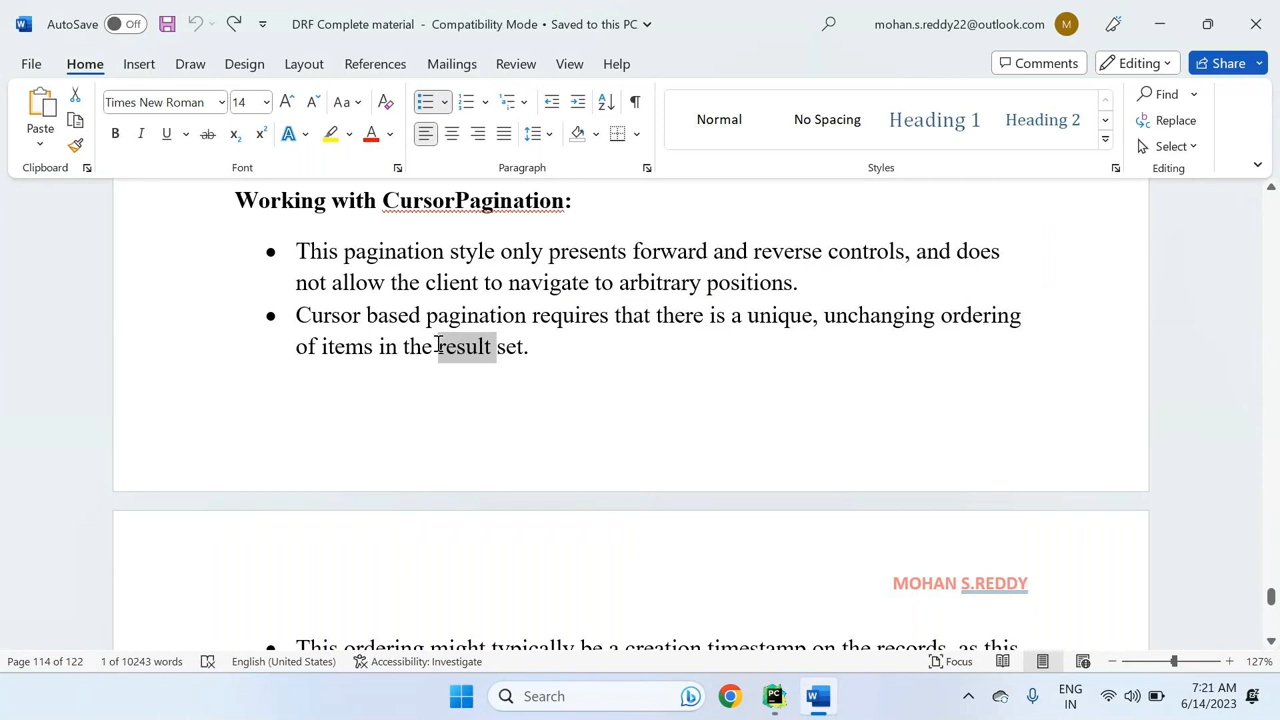 AutoSave Off DRF Complete material - Compatibility Mode • Saved to this PC mohan.s.reddy22@outlook.com M
File Home Insert Draw Design Layout References Mailings Review View Help Comments Editing Share
Paste Times New Roman 14 Aa Normal No Spacing Heading 1 Heading 2 Find
Replace
Select
Clipboard Font Paragraph Styles Editing
Working with CursorPagination:
● This pagination style only presents forward and reverse controls, and does
not allow the client to navigate to arbitrary positions.
● Cursor based pagination requires that there is a unique, unchanging ordering
of items in the result set.
MOHAN S.REDDY
● This ordering might typically be a creation timestamp on the records, as this
Page 114 of 122 1 of 10243 words English (United States) Accessibility: Investigate Focus 127%
Search ENG 7:21 AM
IN 6/14/2023